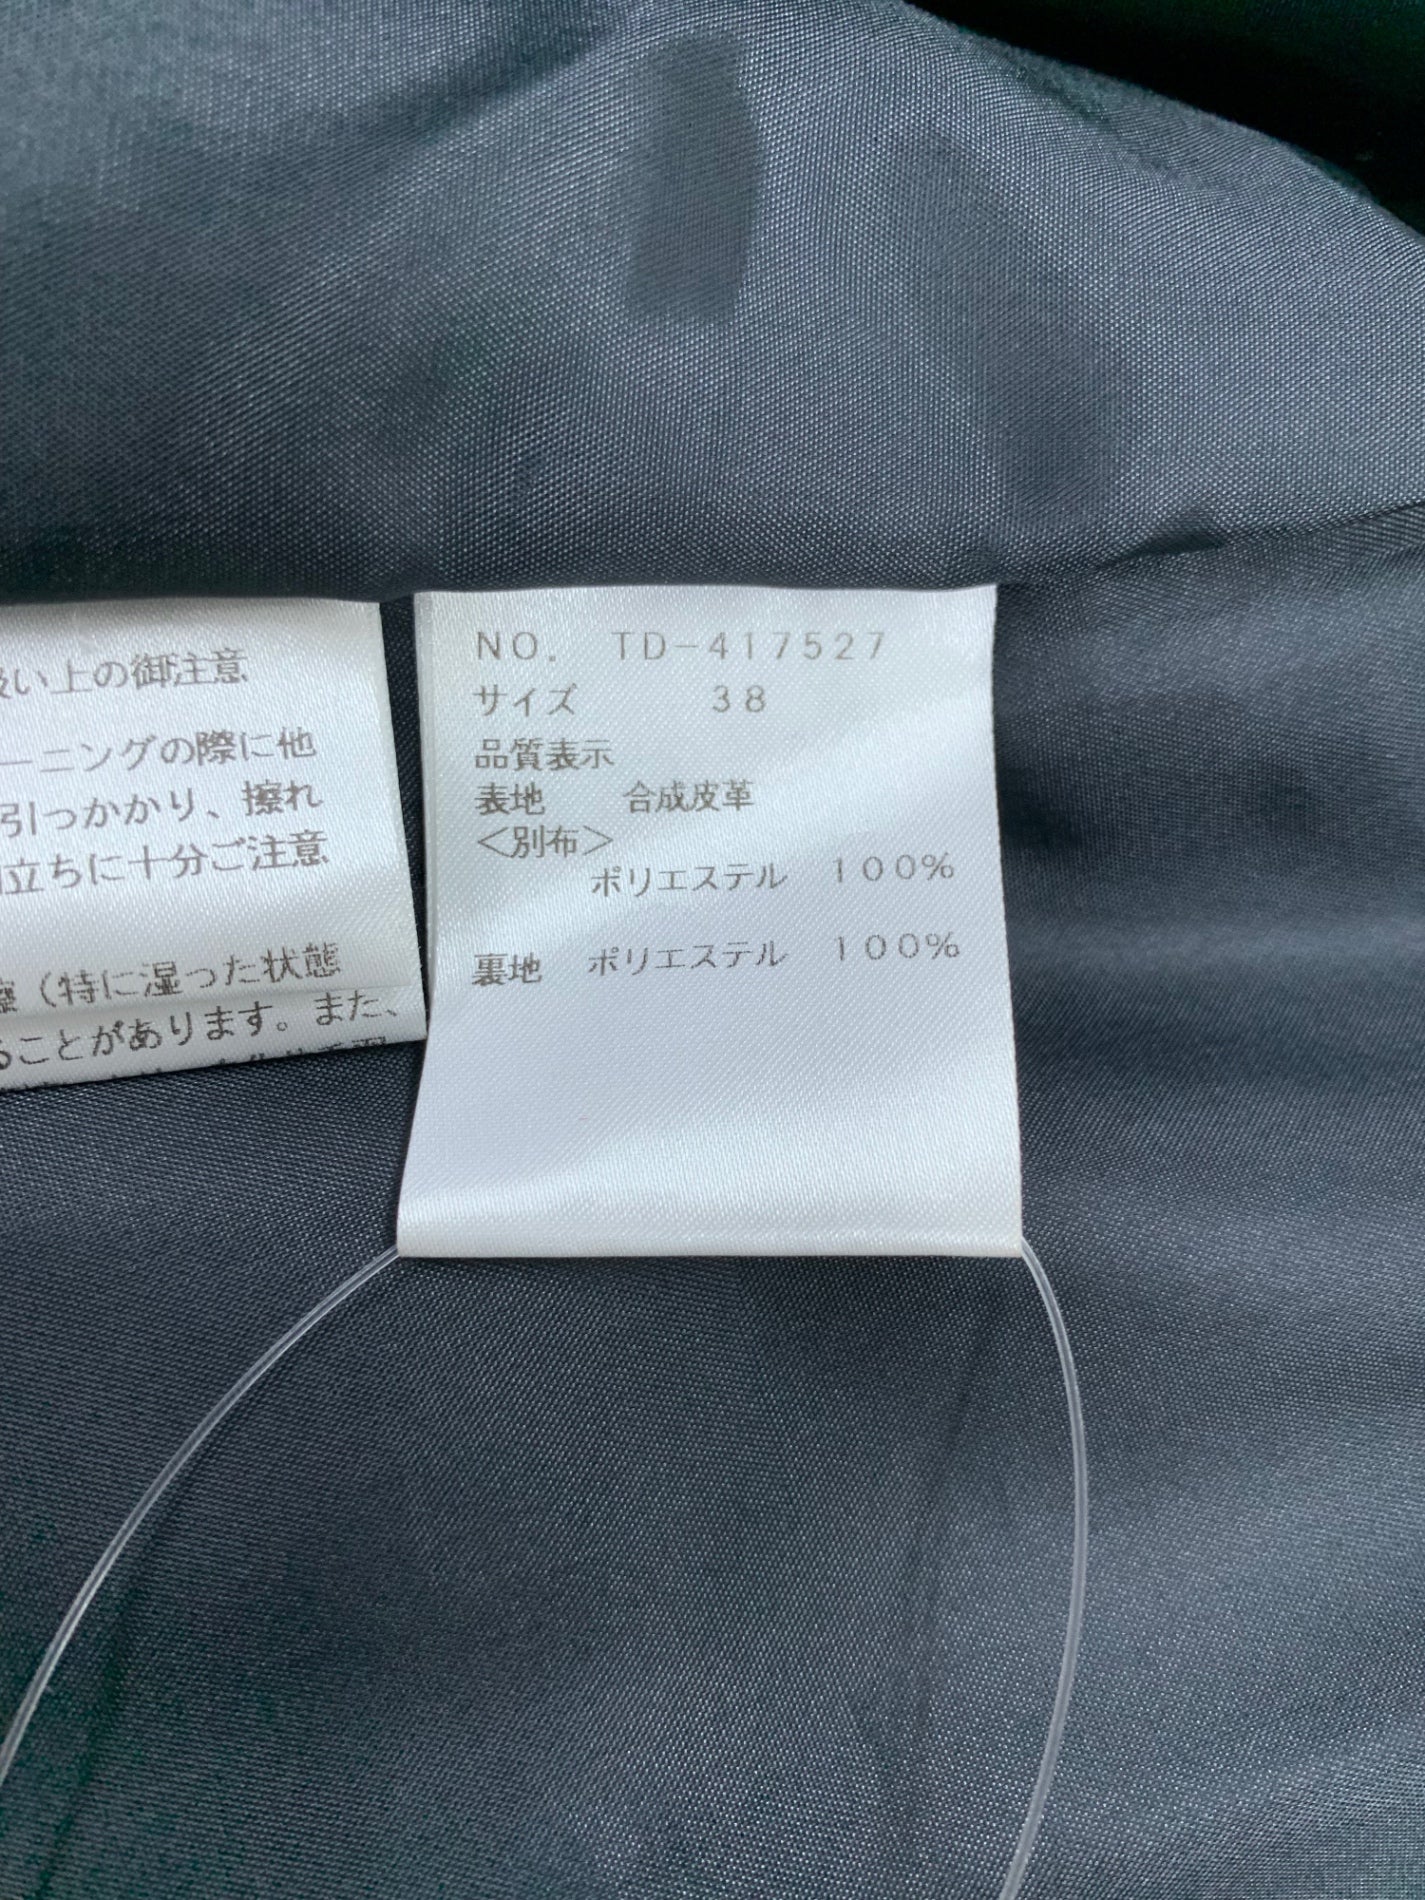 い上の御注意
ーニングの際に他
引っかかり、擦れ
立ちに十分ご注意
（特に湿った状態
ることがあります。また、
NO. TD-417527
サイズ 38
品質表示
表地 合成皮革
＜別布＞
ポリエステル 100%
裏地 ポリエステル 100%